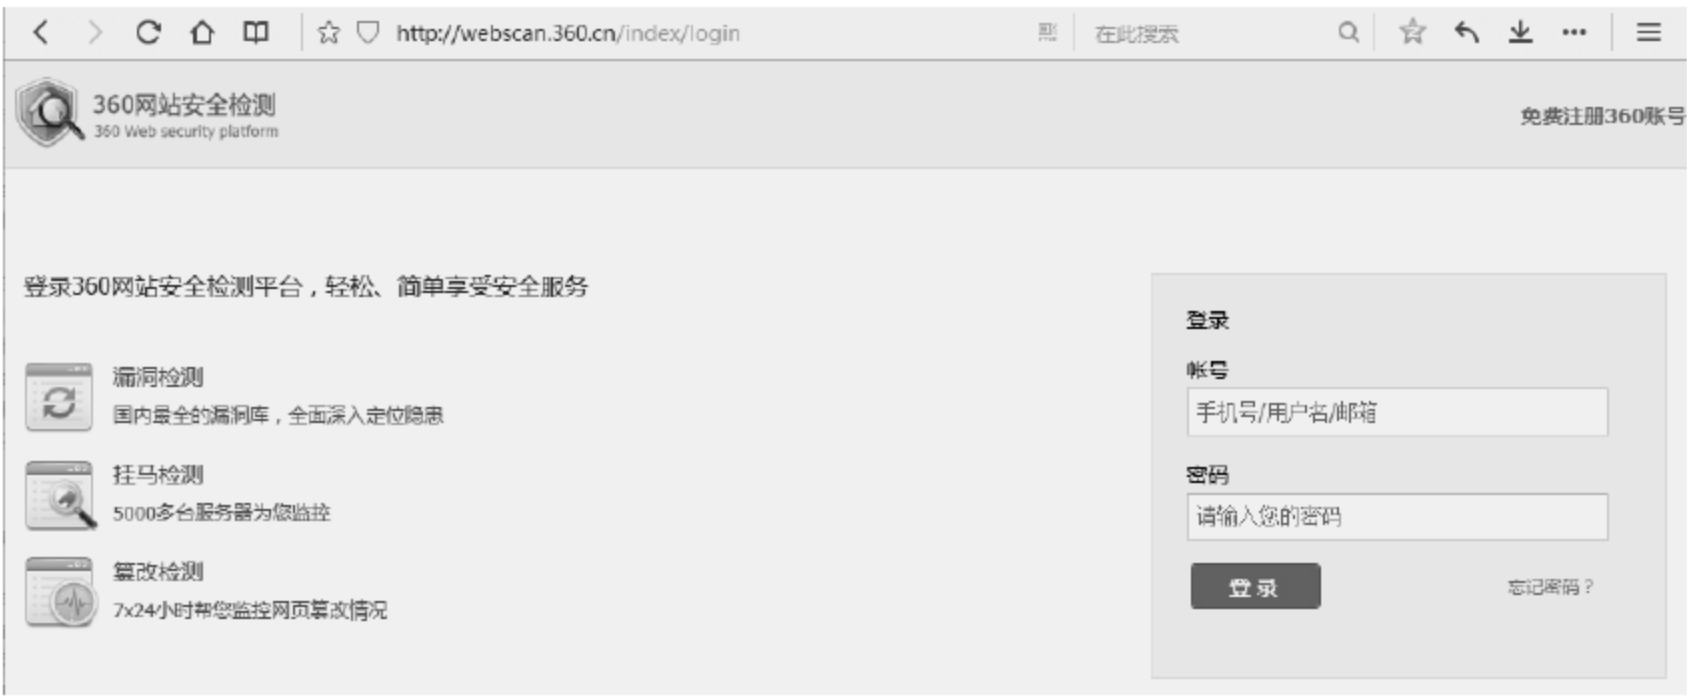 http://webscan.360.cn/index/login
在此搜索
360网站安全检测
360 Web security platform
免费注册360账号
登录360网站安全检测平台，轻松、简单享受安全服务
漏洞检测
国内最全的漏洞库，全面深入定位隐患
挂马检测
5000多台服务器为您监控
篡改检测
7x24小时帮您监控网页篡改情况
登录
帐号
手机号/用户名/邮箱
密码
请输入您的密码
登录
忘记密码？